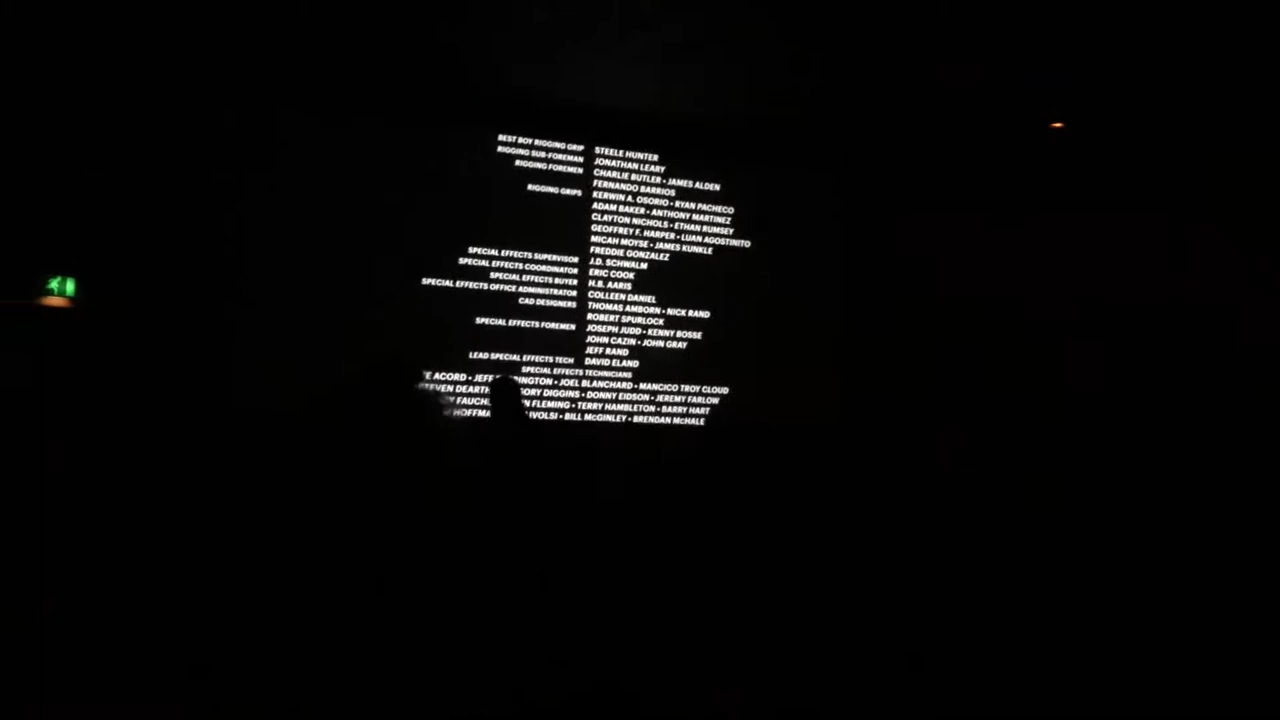 BEST BOY RIGGING GRIP STEELE HUNTER
RIGGING SUB-FOREMAN JONATHAN LEARY
RIGGING FOREMEN CHARLIE BUTLER • JAMES ALDEN
FERNANDO BARRIOS
RIGGING GRIPS KERWIN A. OSORIO • RYAN PACHECO
ADAM BAKER • ANTHONY MARTINEZ
CLAYTON NICHOLS • ETHAN RUMSEY
GEOFFREY F. HARPER • LUAN AGOSTINITO
MICAH MOYSE • JAMES KUNKLE
FREDDIE GONZALEZ
SPECIAL EFFECTS SUPERVISOR J.D. SCHWALM
SPECIAL EFFECTS COORDINATOR ERIC COOK
SPECIAL EFFECTS BUYER H.B. AARIS
SPECIAL EFFECTS OFFICE ADMINISTRATOR COLLEEN DANIEL
CAD DESIGNERS THOMAS AMBORN • NICK RAND
ROBERT SPURLOCK
SPECIAL EFFECTS FOREMEN JOSEPH JUDD • KENNY BOSSE
JOHN CAZIN • JOHN GRAY
JEFF RAND
LEAD SPECIAL EFFECTS TECH DAVID ELAND
SPECIAL EFFECTS TECHNICIANS
ACORD • JEFF • JOEL BLANCHARD • MANCICO TROY CLOUD
DIGGINS • DONNY EIDSON • JEREMY FARLOW
FLEMING • TERRY HAMBLETON • BARRY HART
• BILL McGINLEY • BRENDAN McHALE